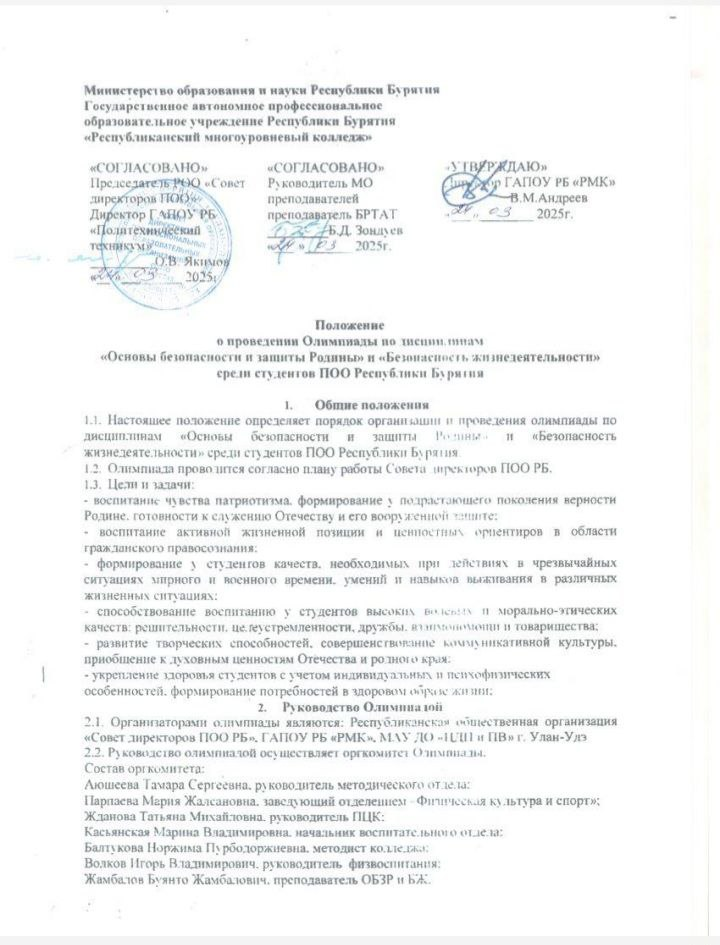 Министерство образования и науки Республики Бурятия
Государственное автономное профессиональное
образовательное учреждение Республики Бурятия
«Республиканский многоуровневый колледж»
«СОГЛАСОВАНО»
Председатель РОО «Совет
директоров ПОО»
Директор ГАПОУ РБ
«Политехнический
техникум»
О.В. Якимов
«24» 03 2025г.
«СОГЛАСОВАНО»
Руководитель МО
преподавателей
преподаватель БРТАТ
Б.Д. Зондуев
«24» 03 2025г.
«УТВЕРЖДАЮ»
Директор ГАПОУ РБ «РМК»
В.М.Андреев
«24» 03 2025г.
Положение
о проведении Олимпиады по дисциплинам
«Основы безопасности и защиты Родины» и «Безопасность жизнедеятельности»
среди студентов ПОО Республики Бурятия
1. Общие положения
1.1. Настоящее положение определяет порядок организации и проведения олимпиады по
дисциплинам «Основы безопасности и защиты Родины» и «Безопасность
жизнедеятельности» среди студентов ПОО Республики Бурятия.
1.2. Олимпиада проводится согласно плану работы Совета директоров ПОО РБ.
1.3. Цели и задачи:
- воспитание чувства патриотизма, формирование у подрастающего поколения верности
Родине, готовности к служению Отечеству и его вооруженной защите;
- воспитание активной жизненной позиции и ценностных ориентиров в области
гражданского правосознания;
- формирование у студентов качеств, необходимых при действиях в чрезвычайных
ситуациях мирного и военного времени, умений и навыков выживания в различных
жизненных ситуациях;
- способствование воспитанию у студентов высоких волевых и морально-этических
качеств: решительности, целеустремленности, дружбы, взаимопомощи и товарищества;
- развитие творческих способностей, совершенствование коммуникативной культуры,
приобщение к духовным ценностям Отечества и родного края;
- укрепление здоровья студентов с учетом индивидуальных и психофизических
особенностей, формирование потребностей в здоровом образе жизни;
2. Руководство Олимпиадой
2.1. Организаторами олимпиады являются: Республиканская общественная организация
«Совет директоров ПОО РБ», ГАПОУ РБ «РМК», МАУ ДО «ЦДП и ПВ» г. Улан-Удэ
2.2. Руководство олимпиадой осуществляет оргкомитет Олимпиады.
Состав оргкомитета:
Аюшеева Тамара Сергеевна, руководитель методического отдела;
Парпаева Мария Жалсановна, заведующий отделением «Физическая культура и спорт»;
Жданова Татьяна Михайловна, руководитель ПЦК;
Касьянская Марина Владимировна, начальник воспитательного отдела;
Балтукова Норжима Пурбодоржиевна, методист колледжа;
Волков Игорь Владимирович, руководитель физвоспитания;
Жамбалов Буянто Жамбалович, преподаватель ОБЗР и БЖ.